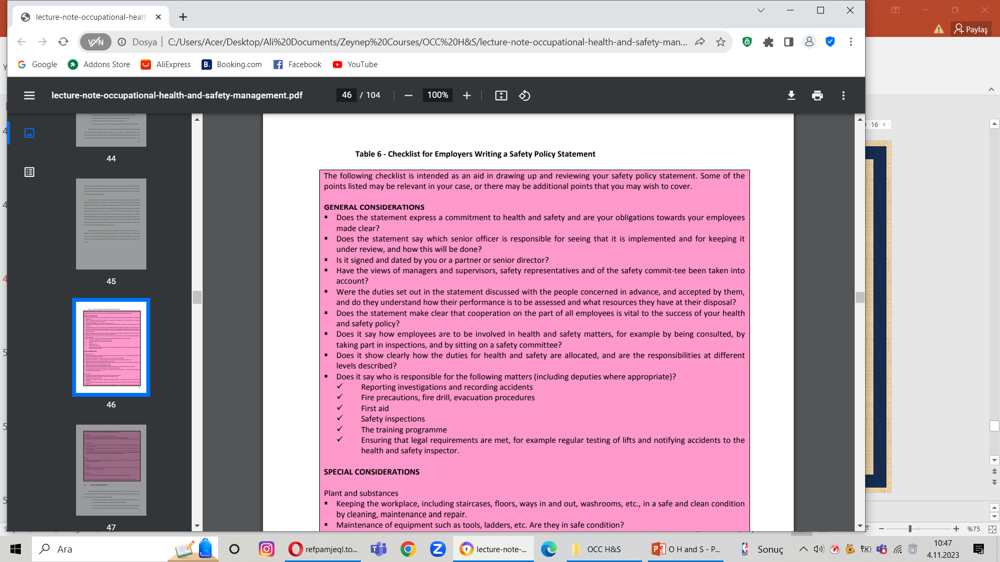 lecture-note-occupational-healt
Paylaş
VPN
Dosya
C:/Users/Acer/Desktop/Ali%20Documents/Zeynep%20Courses/OCC%20H&S/lecture-note-occupational-health-and-safety-man...
Google
Addons Store
AliExpress
B.
Booking.com
Facebook
YouTube
lecture-note-occupational-health-and-safety-management.pdf
46 / 104
100%
16
44
45
46
47
Table 6 - Checklist for Employers Writing a Safety Policy Statement
The following checklist is intended as an aid in drawing up and reviewing your safety policy statement. Some of the
points listed may be relevant in your case, or there may be additional points that you may wish to cover.
GENERAL CONSIDERATIONS
▪ Does the statement express a commitment to health and safety and are your obligations towards your employees
made clear?
▪ Does the statement say which senior officer is responsible for seeing that it is implemented and for keeping it
under review, and how this will be done?
▪ Is it signed and dated by you or a partner or senior director?
▪ Have the views of managers and supervisors, safety representatives and of the safety commit-tee been taken into
account?
▪ Were the duties set out in the statement discussed with the people concerned in advance, and accepted by them,
and do they understand how their performance is to be assessed and what resources they have at their disposal?
▪ Does the statement make clear that cooperation on the part of all employees is vital to the success of your health
and safety policy?
▪ Does it say how employees are to be involved in health and safety matters, for example by being consulted, by
taking part in inspections, and by sitting on a safety committee?
▪ Does it show clearly how the duties for health and safety are allocated, and are the responsibilities at different
levels described?
▪ Does it say who is responsible for the following matters (including deputies where appropriate)?
✓ Reporting investigations and recording accidents
✓ Fire precautions, fire drill, evacuation procedures
✓ First aid
✓ Safety inspections
✓ The training programme
✓ Ensuring that legal requirements are met, for example regular testing of lifts and notifying accidents to the
health and safety inspector.
SPECIAL CONSIDERATIONS
Plant and substances
▪ Keeping the workplace, including staircases, floors, ways in and out, washrooms, etc., in a safe and clean condition
by cleaning, maintenance and repair.
▪ Maintenance of equipment such as tools, ladders, etc. Are they in safe condition?
%75
Ara
refpamjeql.to...
lecture-note-...
OCC H&S
O H and S - P...
Sonuç
10:47
4.11.2023